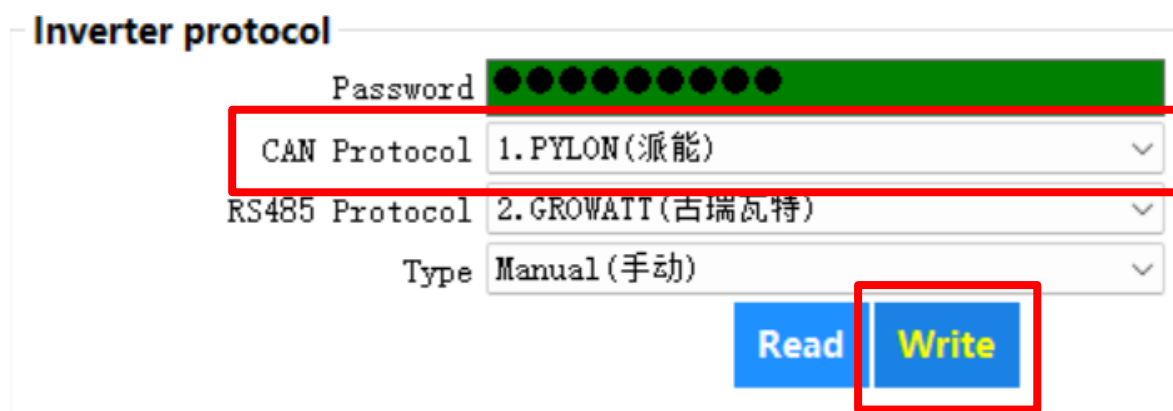 Inverter protocol
Password ●●●●●●●●●
CAN Protocol 1.PYLON(派能)
RS485 Protocol 2.GROWATT(古瑞瓦特)
Type Manual(手动)
Read Write